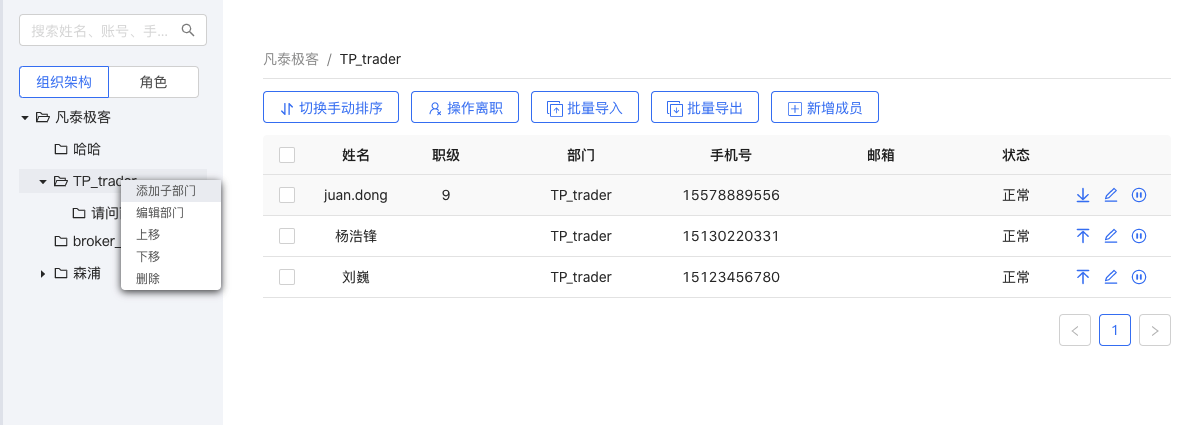 搜索姓名、账号、手...
组织架构 角色
凡泰极客
哈哈
TP_trader
请问
broker_
森浦
添加子部门
编辑部门
上移
下移
删除
凡泰极客 / TP_trader
切换手动排序 操作离职 批量导入 批量导出 新增成员
姓名 职级 部门 手机号 邮箱 状态
juan.dong 9 TP_trader 15578889556 正常
杨浩锋 TP_trader 15130220331 正常
刘巍 TP_trader 15123456780 正常
< 1 >